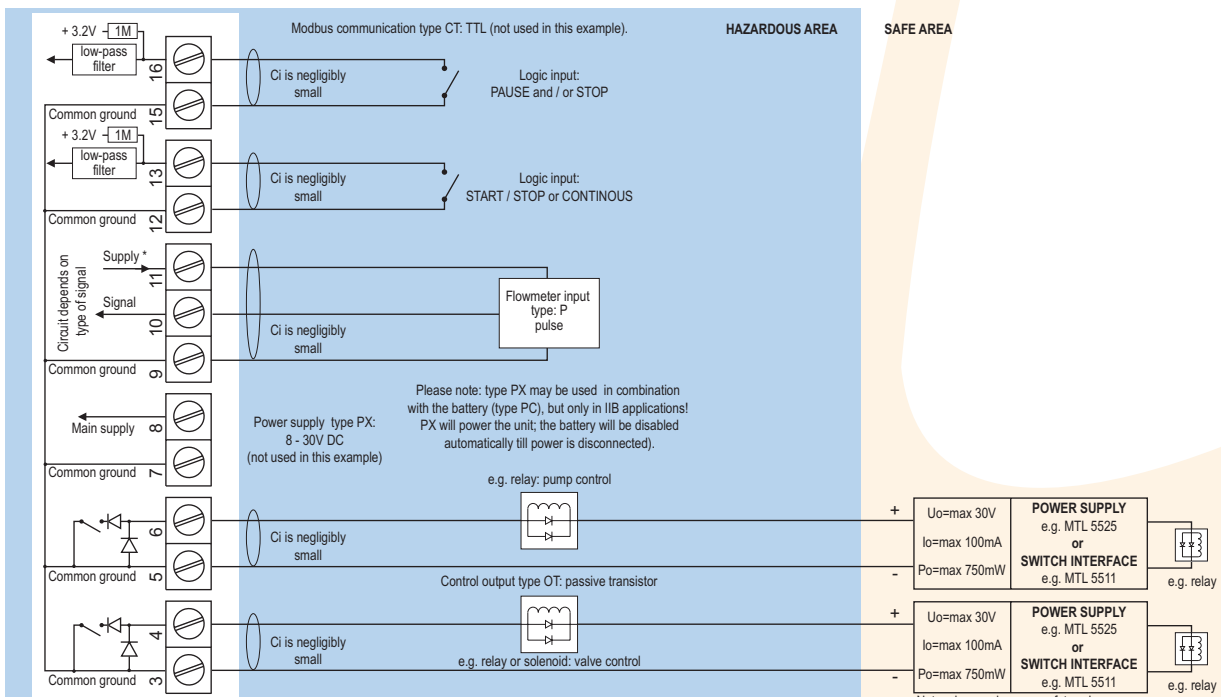 Modbus communication type CT: TTL (not used in this example).
HAZARDOUS AREA
SAFE AREA
+ 3.2V
1M
low-pass
filter
16
15
Common ground
Ci is negligibly
small
Logic input:
PAUSE and / or STOP
+ 3.2V
1M
low-pass
filter
13
12
Common ground
Ci is negligibly
small
Logic input:
START / STOP or CONTINOUS
Circuit depends on
type of signal
Supply *
11
Signal
10
9
Common ground
Ci is negligibly
small
Flowmeter input
type: P
pulse
Main supply
8
7
Common ground
Power supply type PX:
8 - 30V DC
(not used in this example)
Please note: type PX may be used in combination
with the battery (type PC), but only in IIB applications!
PX will power the unit; the battery will be disabled
automatically till power is disconnected).
e.g. relay: pump control
6
5
Common ground
Ci is negligibly
small
+
-
Uo=max 30V
Io=max 100mA
Po=max 750mW
POWER SUPPLY
e.g. MTL 5525
or
SWITCH INTERFACE
e.g. MTL 5511
e.g. relay
Control output type OT: passive transistor
4
3
Common ground
Ci is negligibly
small
e.g. relay or solenoid: valve control
+
-
Uo=max 30V
Io=max 100mA
Po=max 750mW
POWER SUPPLY
e.g. MTL 5525
or
SWITCH INTERFACE
e.g. MTL 5511
e.g. relay